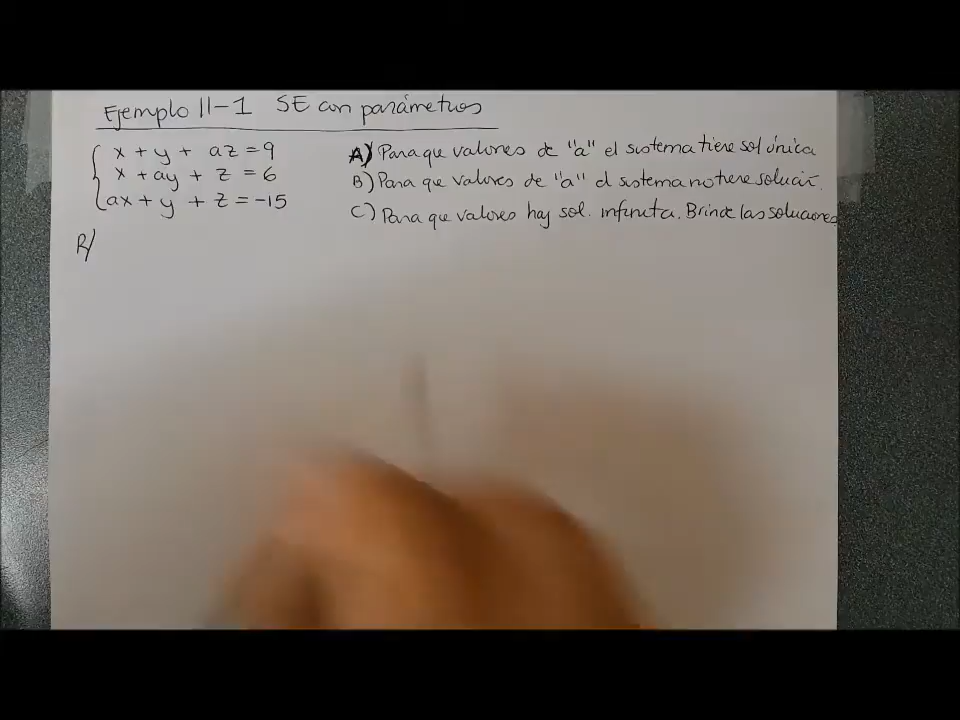 Ejemplo 11-1 SE con parámetros
x + y + az = 9
x + ay + z = 6
ax + y + z = -15
A) Para que valores de "a" el sistema tiene sol única
B) Para que valores de "a" el sistema no tiene solución.
C) Para que valores hay sol. infinita. Brinde las soluciones
R/